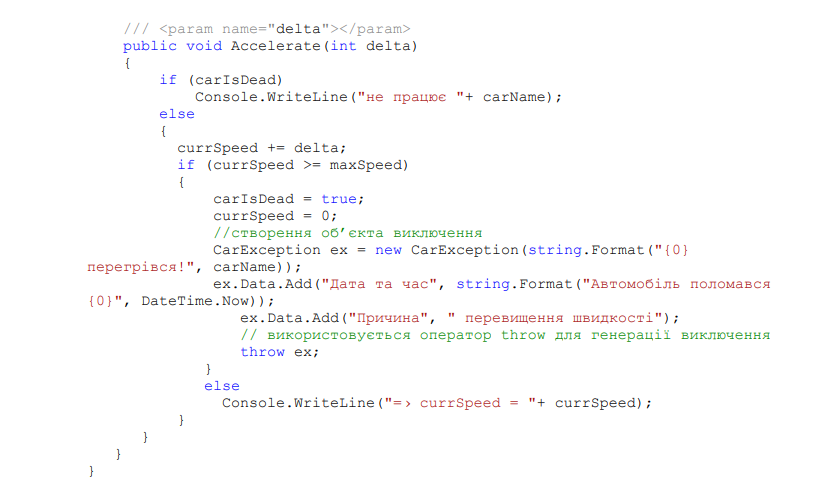 /// <param name="delta"></param>
public void Accelerate(int delta)
{
if (carIsDead)
Console.WriteLine("не працює "+ carName);
else
{
currSpeed += delta;
if (currSpeed >= maxSpeed)
{
carIsDead = true;
currSpeed = 0;
//створення об’єкта виключення
CarException ex = new CarException(string.Format("{0}
перегрівся!", carName));
ex.Data.Add("Дата та час", string.Format("Автомобіль поломався
{0}", DateTime.Now));
ex.Data.Add("Причина", " перевищення швидкості");
// використовується оператор throw для генерації виключення
throw ex;
}
else
Console.WriteLine("=› currSpeed = "+ currSpeed);
}
}
}
}